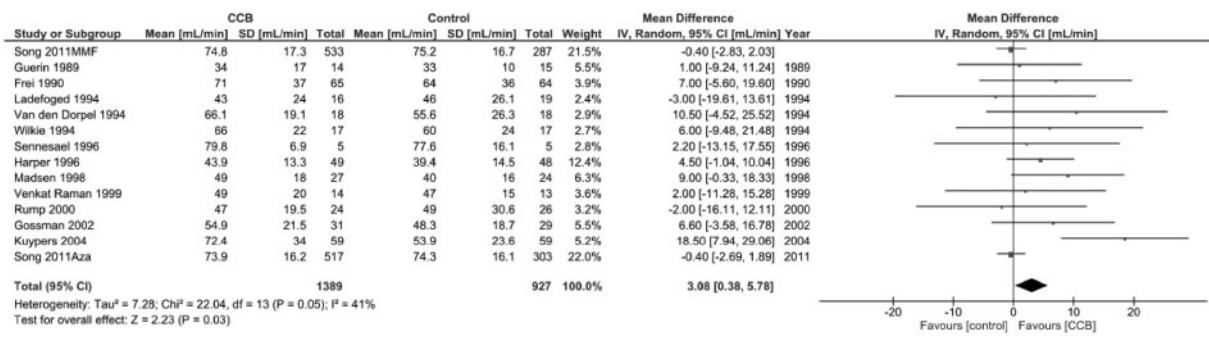 CCB Control Mean Difference Mean Difference
Study or Subgroup Mean [mL/min] SD [mL/min] Total Mean [mL/min] SD [mL/min] Total Weight IV, Random, 95% CI [mL/min] Year IV, Random, 95% CI [mL/min]
Song 2011MMF 74.8 17.3 533 75.2 16.7 287 21.5% -0.40 [-2.83, 2.03]
Guerin 1989 34 17 14 33 10 15 5.5% 1.00 [-9.24, 11.24] 1989
Frei 1990 71 37 65 64 36 64 3.9% 7.00 [-5.60, 19.60] 1990
Ladefoged 1994 43 24 16 46 26.1 19 2.4% -3.00 [-19.61, 13.61] 1994
Van den Dorpel 1994 66.1 19.1 18 55.6 26.3 18 2.9% 10.50 [-4.52, 25.52] 1994
Wilkie 1994 66 22 17 60 24 17 2.7% 6.00 [-9.48, 21.48] 1994
Sennesael 1996 79.8 6.9 5 77.6 16.1 5 2.8% 2.20 [-13.15, 17.55] 1996
Harper 1996 43.9 13.3 49 39.4 14.5 48 12.4% 4.50 [-1.04, 10.04] 1996
Madsen 1998 49 18 27 40 16 24 6.3% 9.00 [-0.33, 18.33] 1998
Venkat Raman 1999 49 20 14 47 15 13 3.6% 2.00 [-11.28, 15.28] 1999
Rump 2000 47 19.5 24 49 30.6 26 3.2% -2.00 [-16.11, 12.11] 2000
Gossman 2002 54.9 21.5 31 48.3 18.7 29 5.6% 6.60 [-3.58, 16.78] 2002
Kuypers 2004 72.4 34 59 53.9 23.6 59 5.2% 18.50 [7.94, 29.06] 2004
Song 2011Aza 73.9 16.2 517 74.3 16.1 303 22.0% -0.40 [-2.69, 1.89] 2011
Total (95% CI) 1389 927 100.0% 3.08 [0.38, 5.78]
Heterogeneity: Tau² = 7.28; Chi² = 22.04, df = 13 (P = 0.05); I² = 41%
Test for overall effect: Z = 2.23 (P = 0.03)
-20 -10 0 10 20
Favours [control] Favours [CCB]